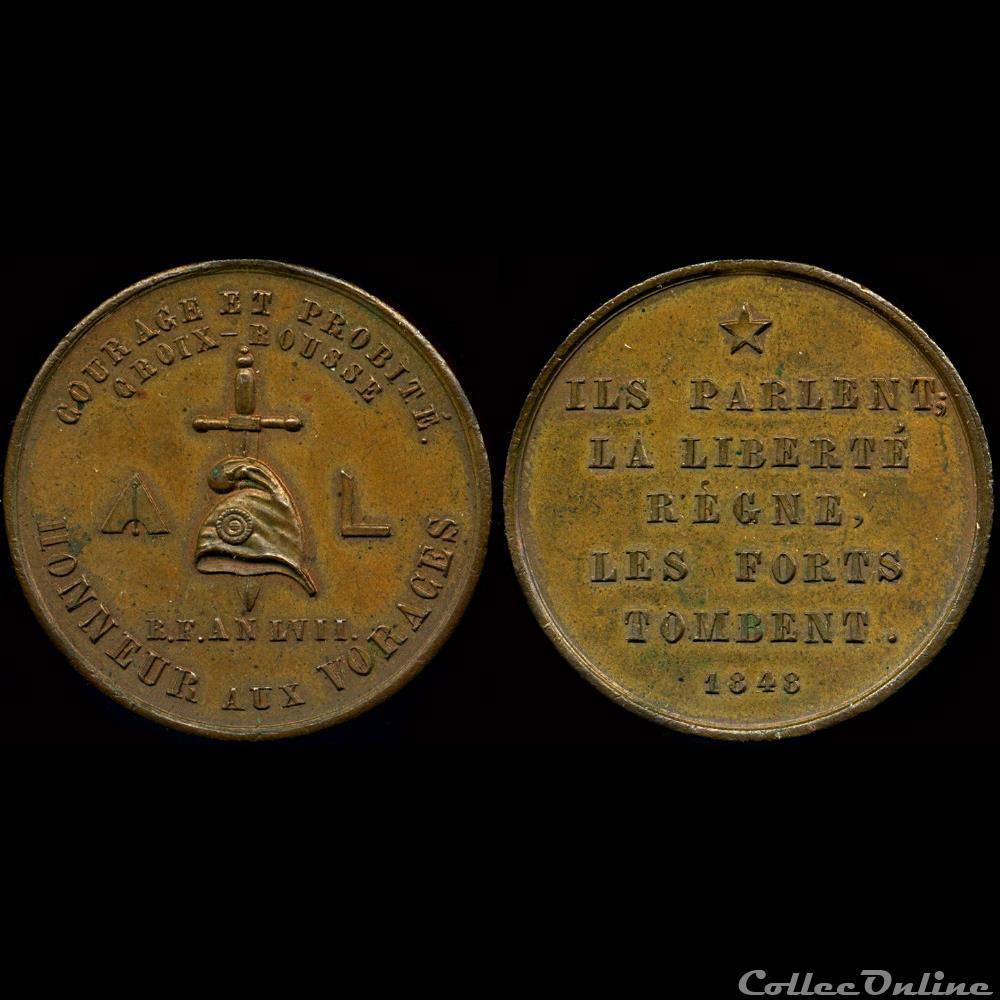 COURAGE ET PROBITÉ.
CROIX-ROUSSE
R.F. AN LVII.
HONNEUR AUX VORACES
ILS PARLENT;
LA LIBERTÉ
RÉGNE,
LES FORTS
TOMBENT.
1848
CollecOnline